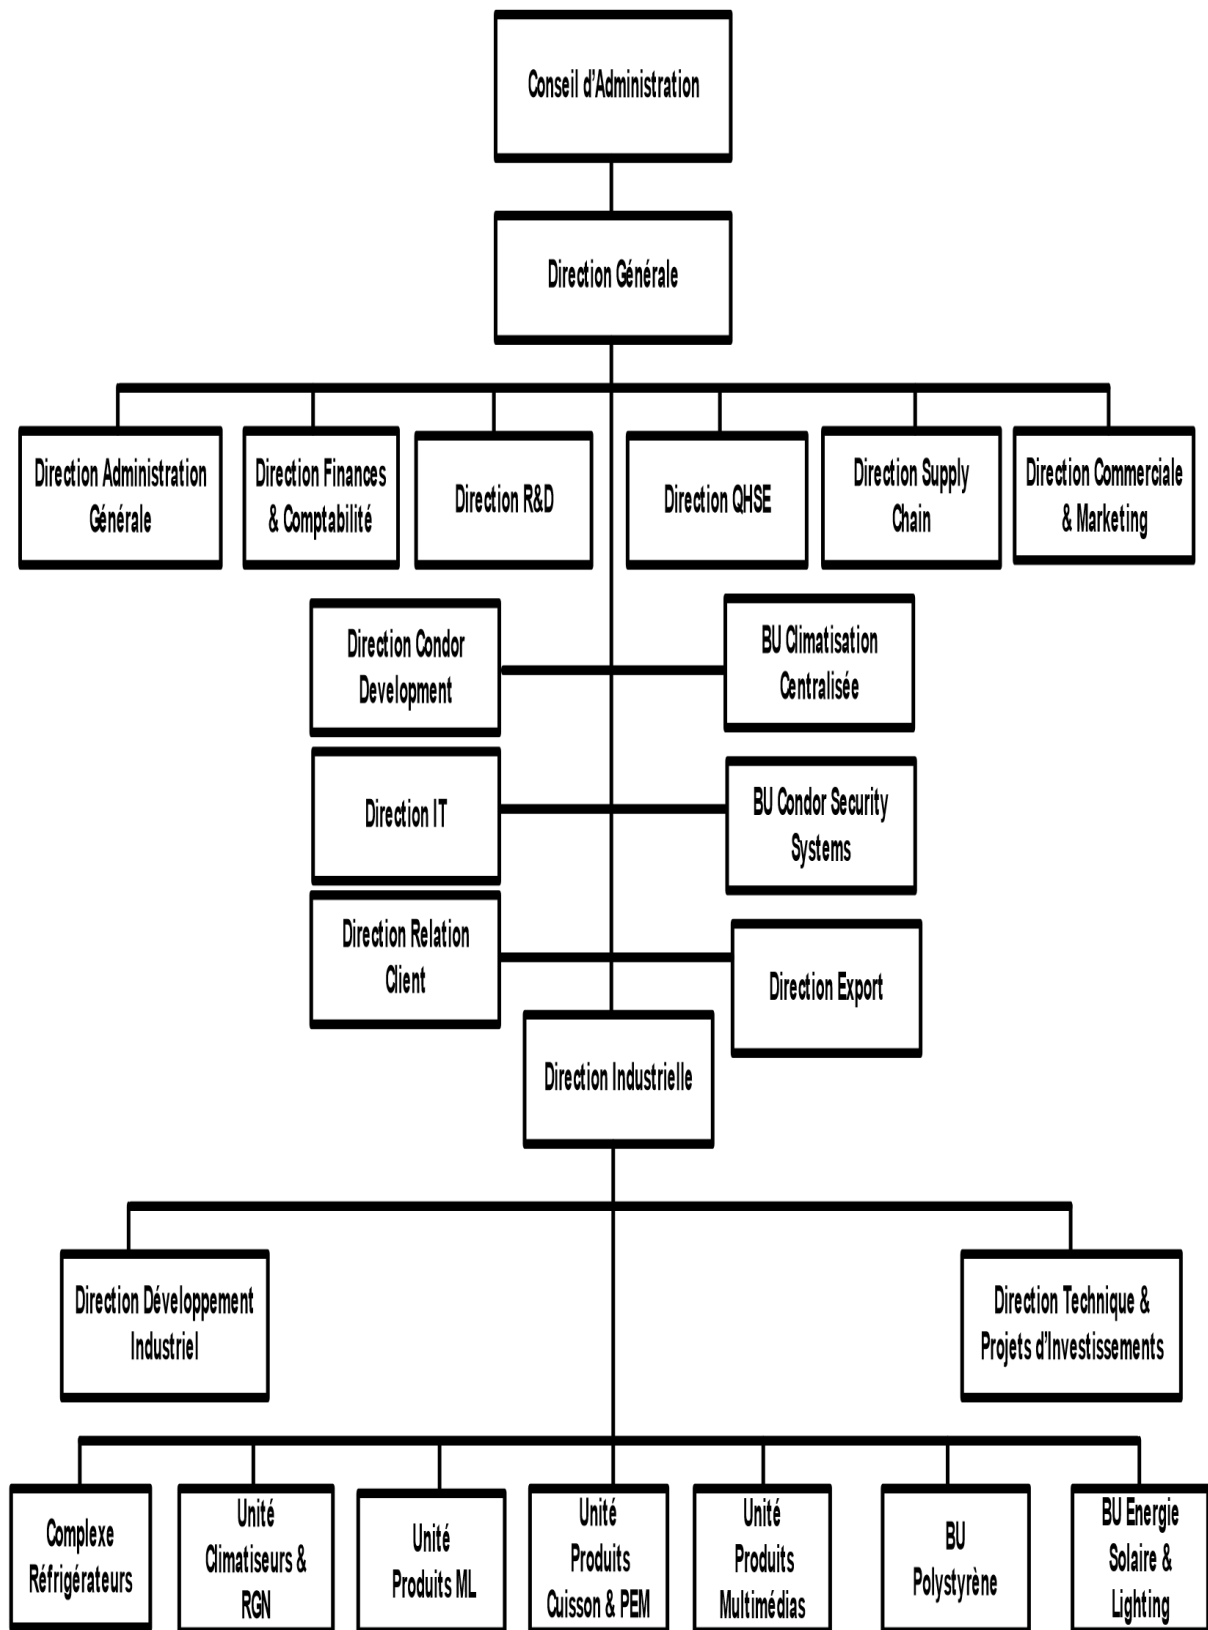 Conseil d'Administration
Direction Générale
Direction Administration
Générale
Direction Finances
& Comptabilité
Direction R&D
Direction QHSE
Direction Supply
Chain
Direction Commerciale
& Marketing
Direction Condor
Development
BU Climatisation
Centralisée
Direction IT
BU Condor Security
Systems
Direction Relation
Client
Direction Export
Direction Industrielle
Direction Développement
Industriel
Direction Technique &
Projets d'Investissements
Complexe
Réfrigérateurs
Unité
Climatiseurs &
RGN
Unité
Produits ML
Unité
Produits
Cuisson & PEM
Unité
Produits
Multimédias
BU
Polystyrène
BU Energie
Solaire &
Lighting